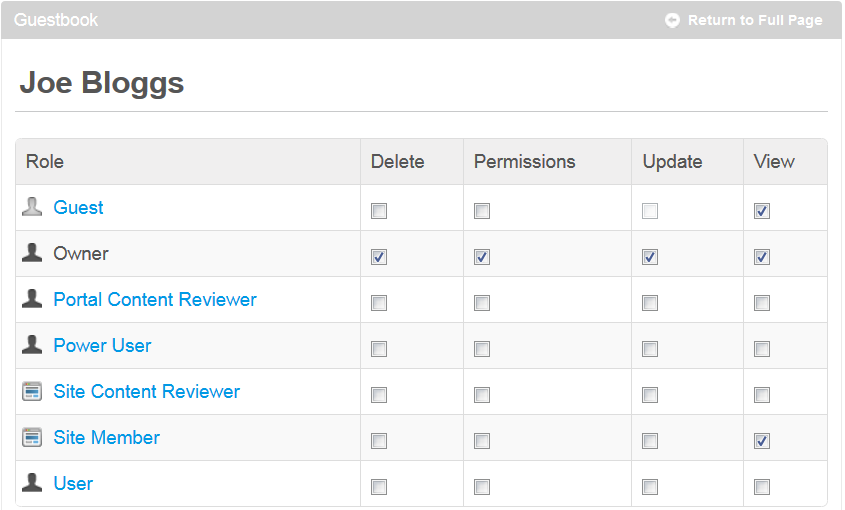 Guestbook Return to Full Page
Joe Bloggs
Role Delete Permissions Update View
Guest
Owner
Portal Content Reviewer
Power User
Site Content Reviewer
Site Member
User